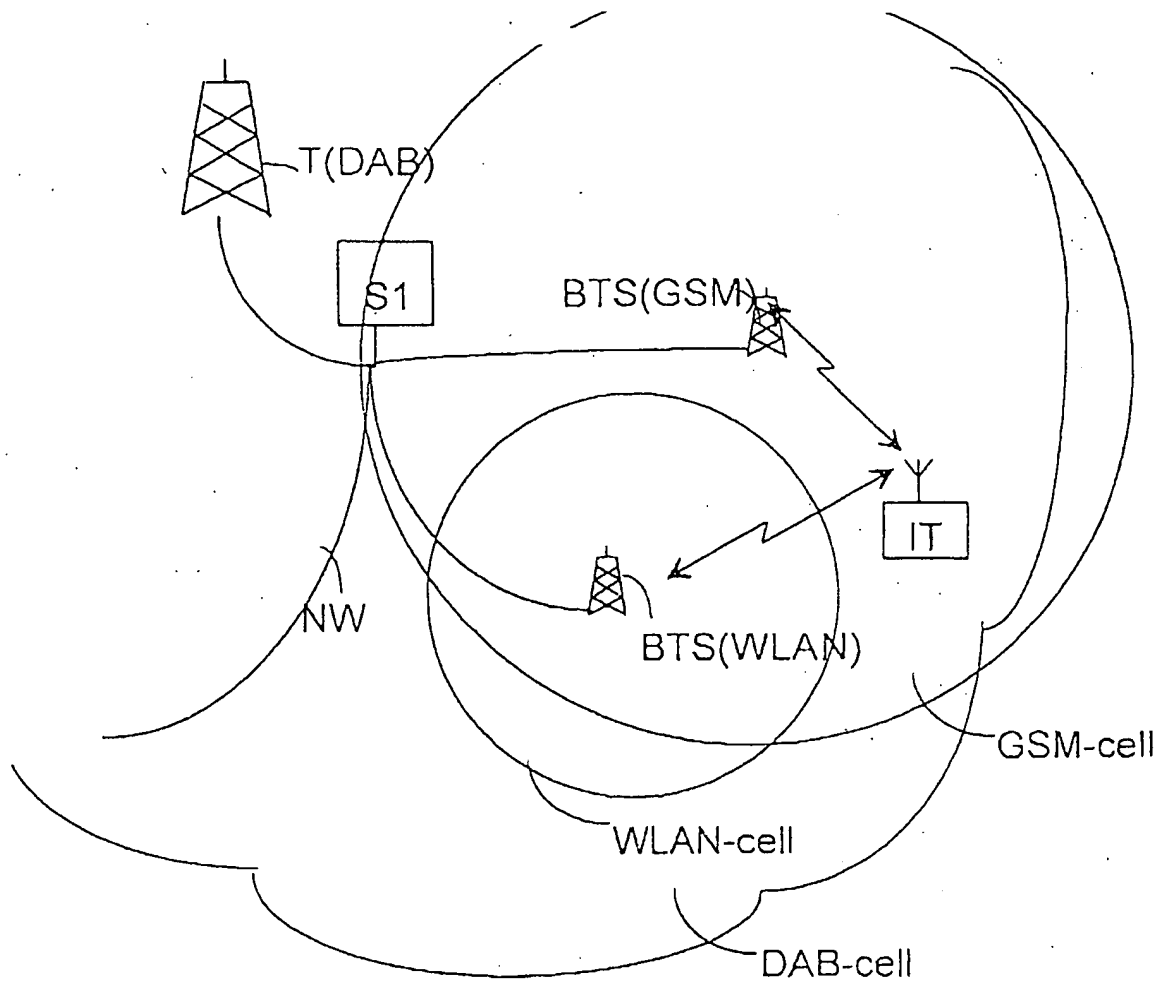 T(DAB)
S1
BTS(GSM)
IT
NW
BTS(WLAN)
GSM-cell
WLAN-cell
DAB-cell